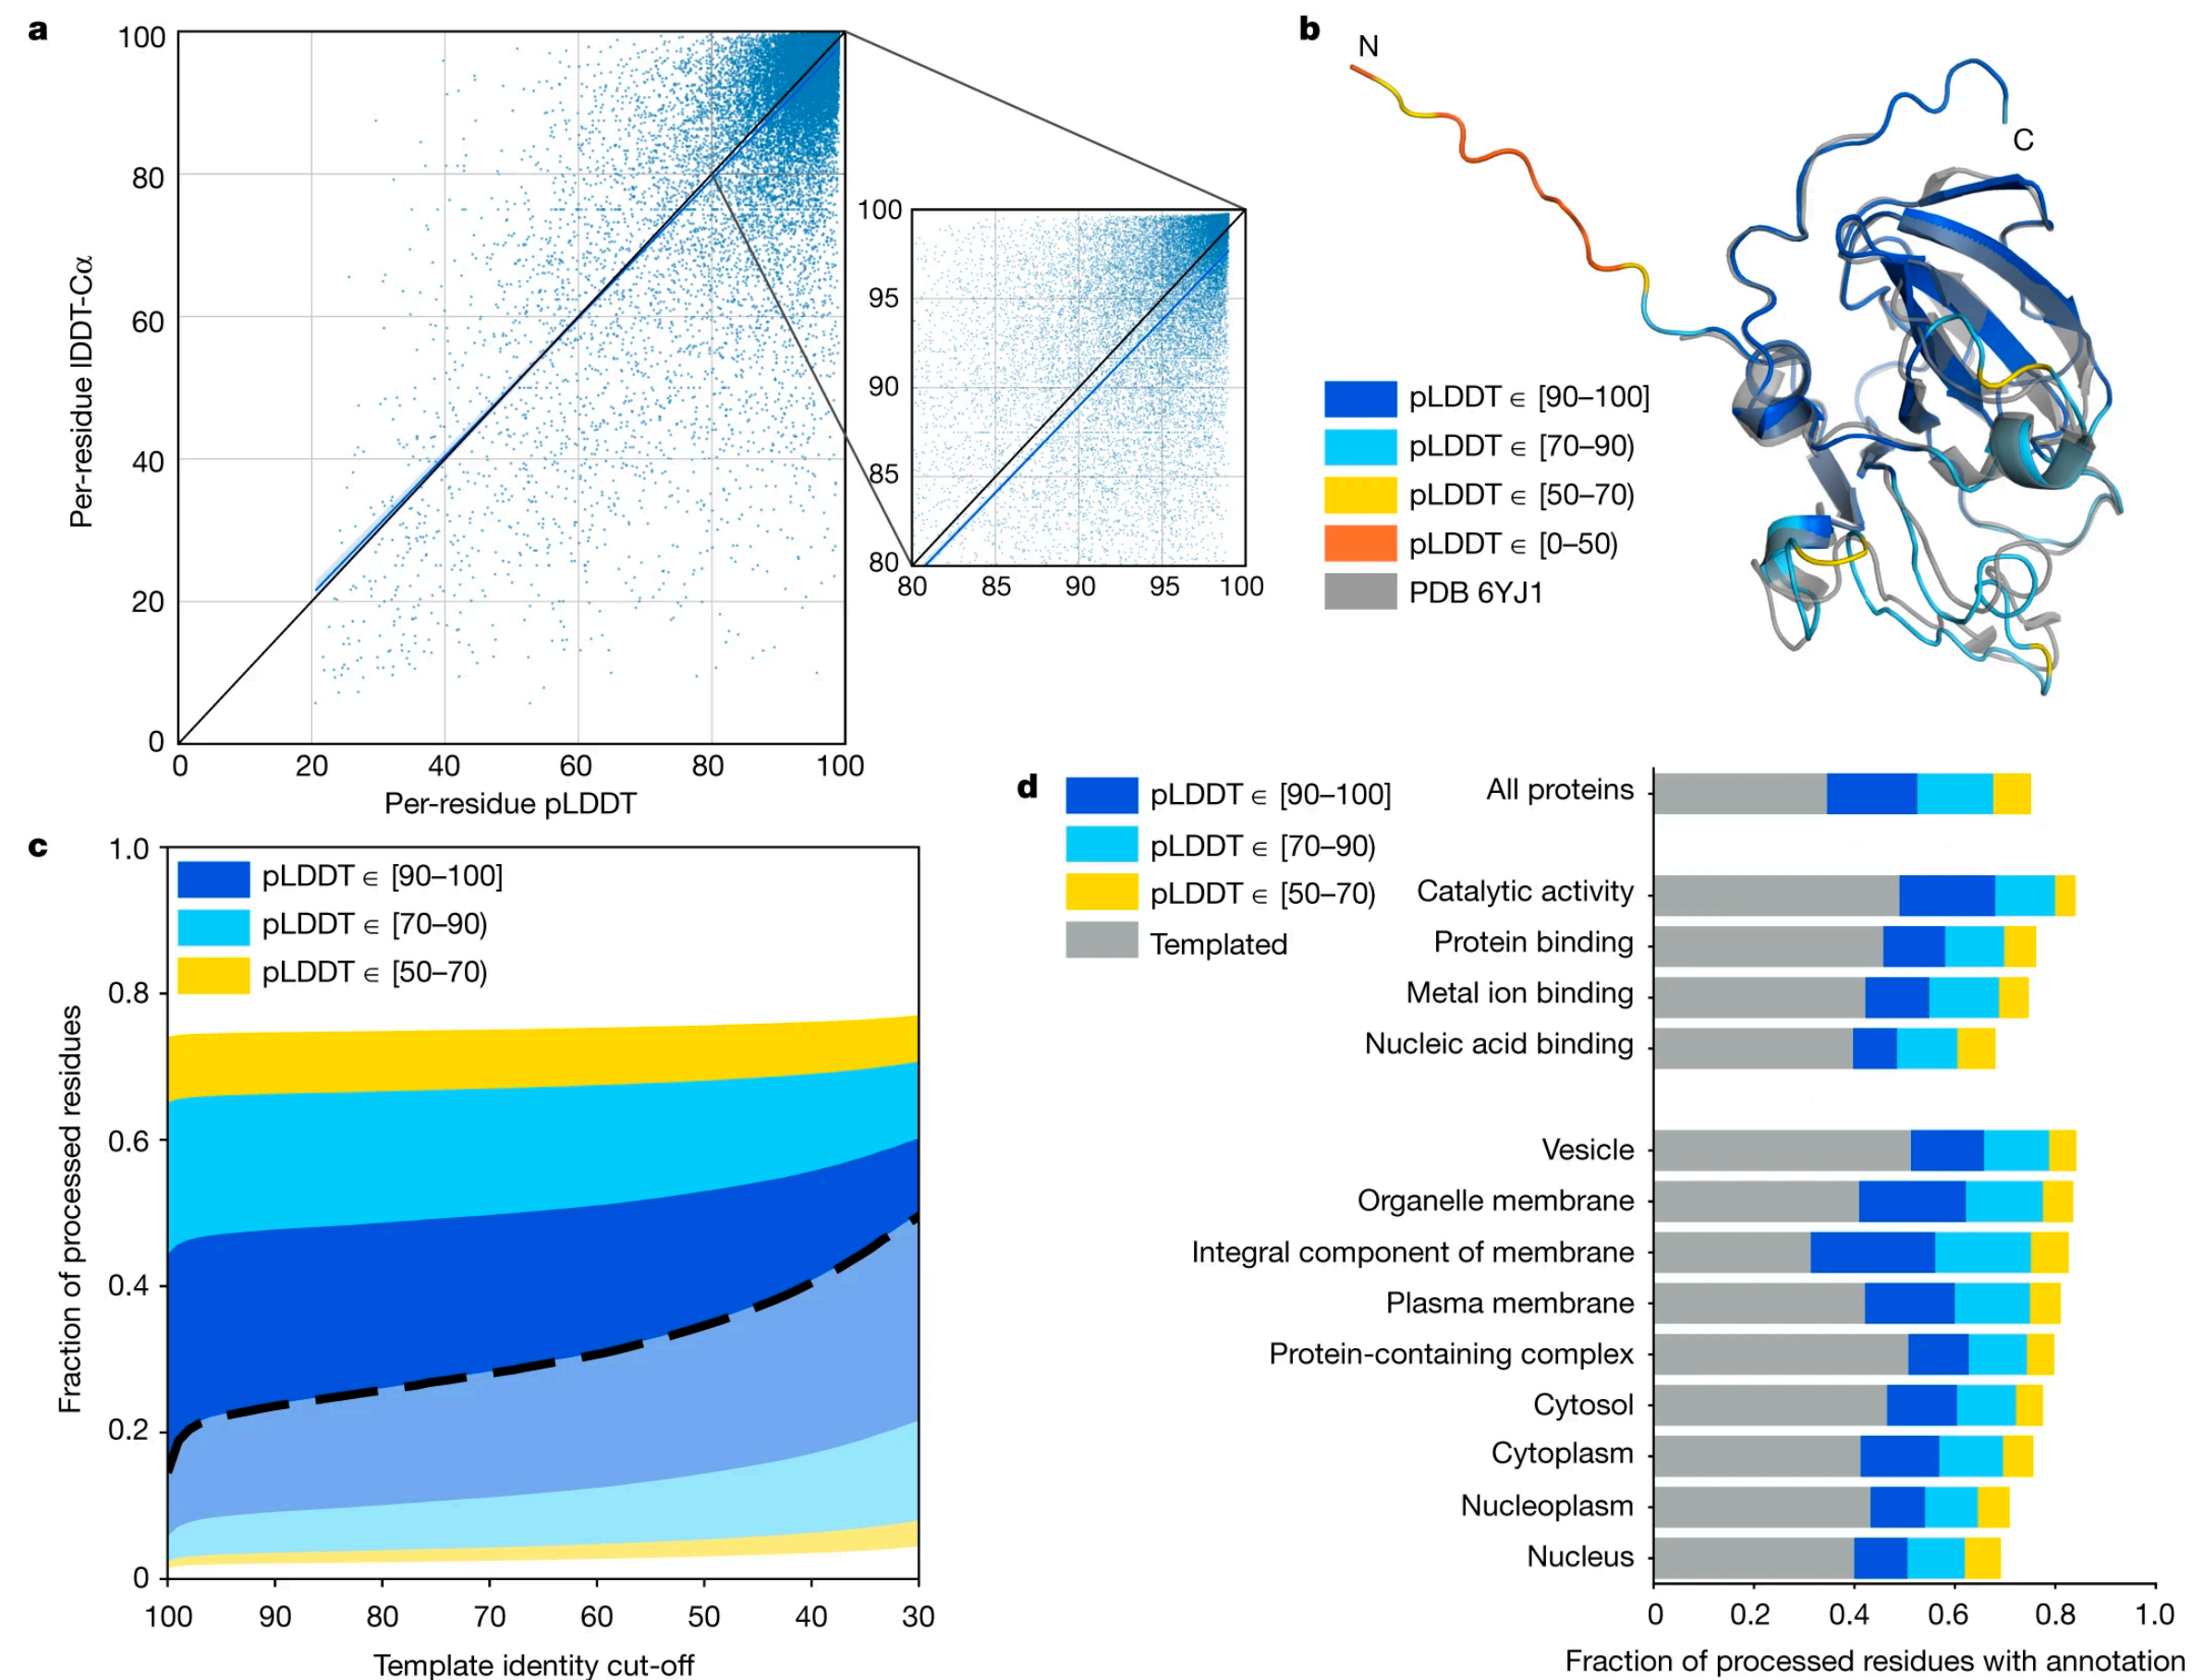 a
100
80
60
40
20
0
Per-residue lDDT-Cα
0 20 40 60 80 100
Per-residue pLDDT
100
95
90
85
80
80 85 90 95 100
b
N
C
pLDDT ∈ [90–100]
pLDDT ∈ [70–90)
pLDDT ∈ [50–70)
pLDDT ∈ [0–50)
PDB 6YJ1
c
1.0
0.8
0.6
0.4
0.2
0
Fraction of processed residues
pLDDT ∈ [90–100]
pLDDT ∈ [70–90)
pLDDT ∈ [50–70)
100 90 80 70 60 50 40 30
Template identity cut-off
d
pLDDT ∈ [90–100]
pLDDT ∈ [70–90)
pLDDT ∈ [50–70)
Templated
All proteins
Catalytic activity
Protein binding
Metal ion binding
Nucleic acid binding
Vesicle
Organelle membrane
Integral component of membrane
Plasma membrane
Protein-containing complex
Cytosol
Cytoplasm
Nucleoplasm
Nucleus
0 0.2 0.4 0.6 0.8 1.0
Fraction of processed residues with annotation